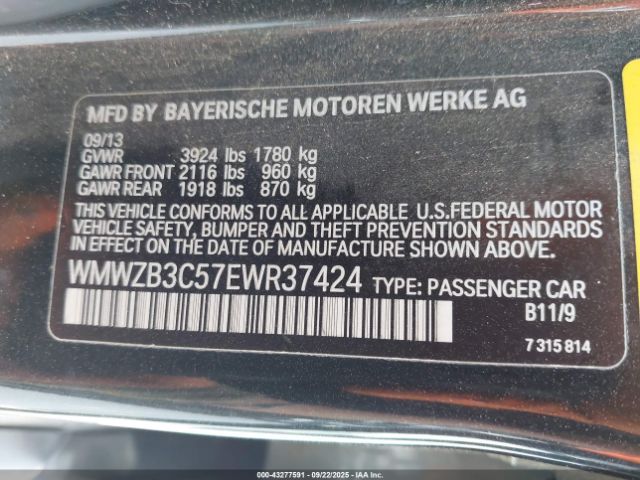 MFD BY BAYERISCHE MOTOREN WERKE AG
09/13
GVWR 3924 lbs 1780 kg
GAWR FRONT 2116 lbs 960 kg
GAWR REAR 1918 lbs 870 kg
THIS VEHICLE CONFORMS TO ALL APPLICABLE U.S.FEDERAL MOTOR
VEHICLE SAFETY, BUMPER AND THEFT PREVENTION STANDARDS
IN EFFECT ON THE DATE OF MANUFACTURE SHOWN ABOVE.
WMWZB3C57EWR37424 TYPE: PASSENGER CAR
B11/9
7 315 814
000-43277591 - 09/22/2025 - IAAI.COM